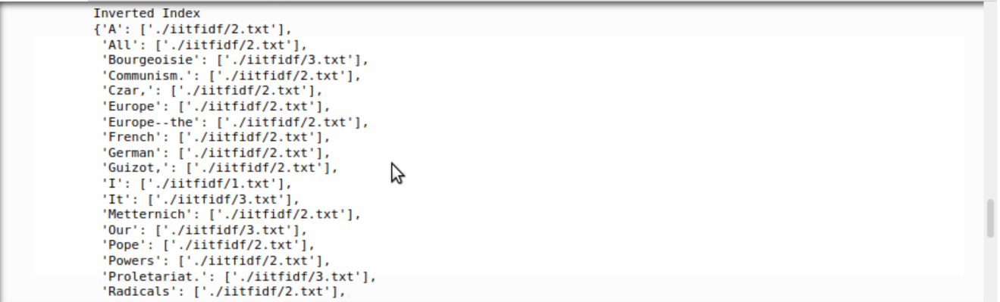 Inverted Index
{'A': ['./iitfidf/2.txt'],
'All': ['./iitfidf/2.txt'],
'Bourgeoisie': ['./iitfidf/3.txt'],
'Communism.': ['./iitfidf/2.txt'],
'Czar,': ['./iitfidf/2.txt'],
'Europe': ['./iitfidf/2.txt'],
'Europe--the': ['./iitfidf/2.txt'],
'French': ['./iitfidf/2.txt'],
'German': ['./iitfidf/2.txt'],
'Guizot,': ['./iitfidf/2.txt'],
'I': ['./iitfidf/1.txt'],
'It': ['./iitfidf/3.txt'],
'Metternich': ['./iitfidf/2.txt'],
'Our': ['./iitfidf/3.txt'],
'Pope': ['./iitfidf/2.txt'],
'Powers': ['./iitfidf/2.txt'],
'Proletariat.': ['./iitfidf/3.txt'],
'Radicals': ['./iitfidf/2.txt'],